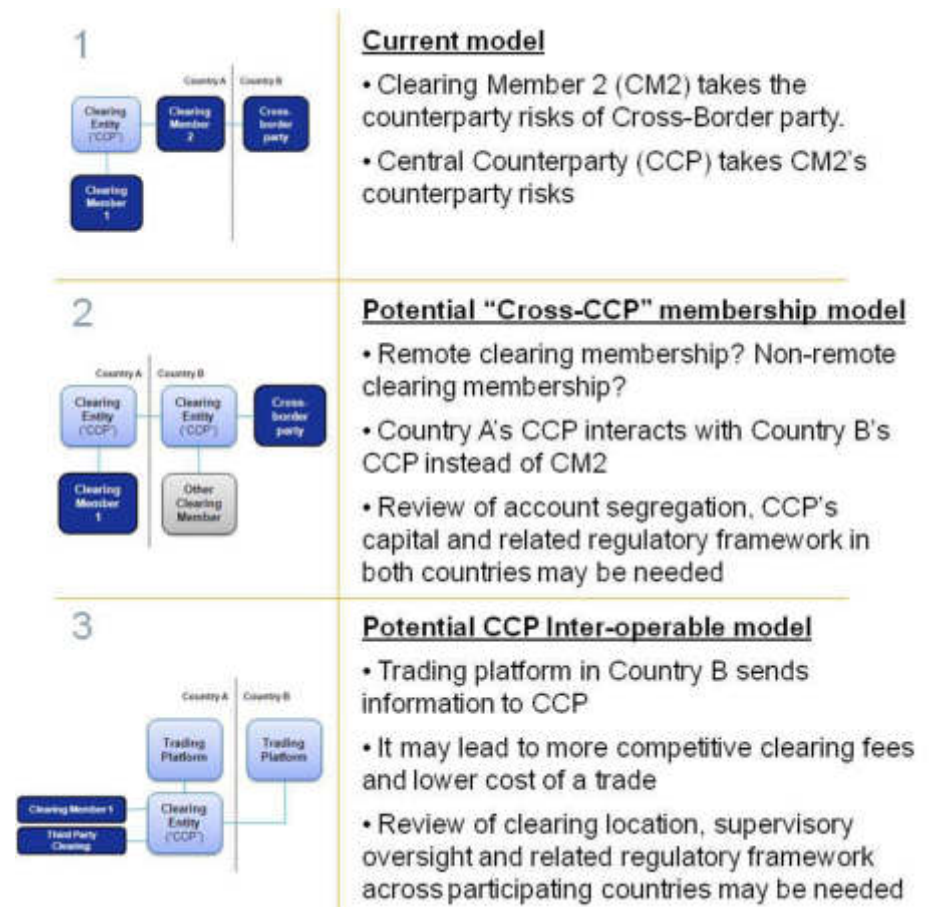 1
Country A
Country B
Clearing
Entity
("CCP")
Clearing
Member
2
Cross-
border
party
Clearing
Member
1
Current model
• Clearing Member 2 (CM2) takes the
counterparty risks of Cross-Border party.
• Central Counterparty (CCP) takes CM2's
counterparty risks
2
Country A
Country B
Clearing
Entity
("CCP")
Clearing
Entity
("CCP")
Cross-
border
party
Clearing
Member
1
Other
Clearing
Member
Potential "Cross-CCP" membership model
• Remote clearing membership? Non-remote
clearing membership?
• Country A's CCP interacts with Country B's
CCP instead of CM2
• Review of account segregation, CCP's
capital and related regulatory framework in
both countries may be needed
3
Country A
Country B
Trading
Platform
Trading
Platform
Clearing Member 1
Third Party
Clearing
Clearing
Entity
("CCP")
Potential CCP Inter-operable model
• Trading platform in Country B sends
information to CCP
• It may lead to more competitive clearing fees
and lower cost of a trade
• Review of clearing location, supervisory
oversight and related regulatory framework
across participating countries may be needed